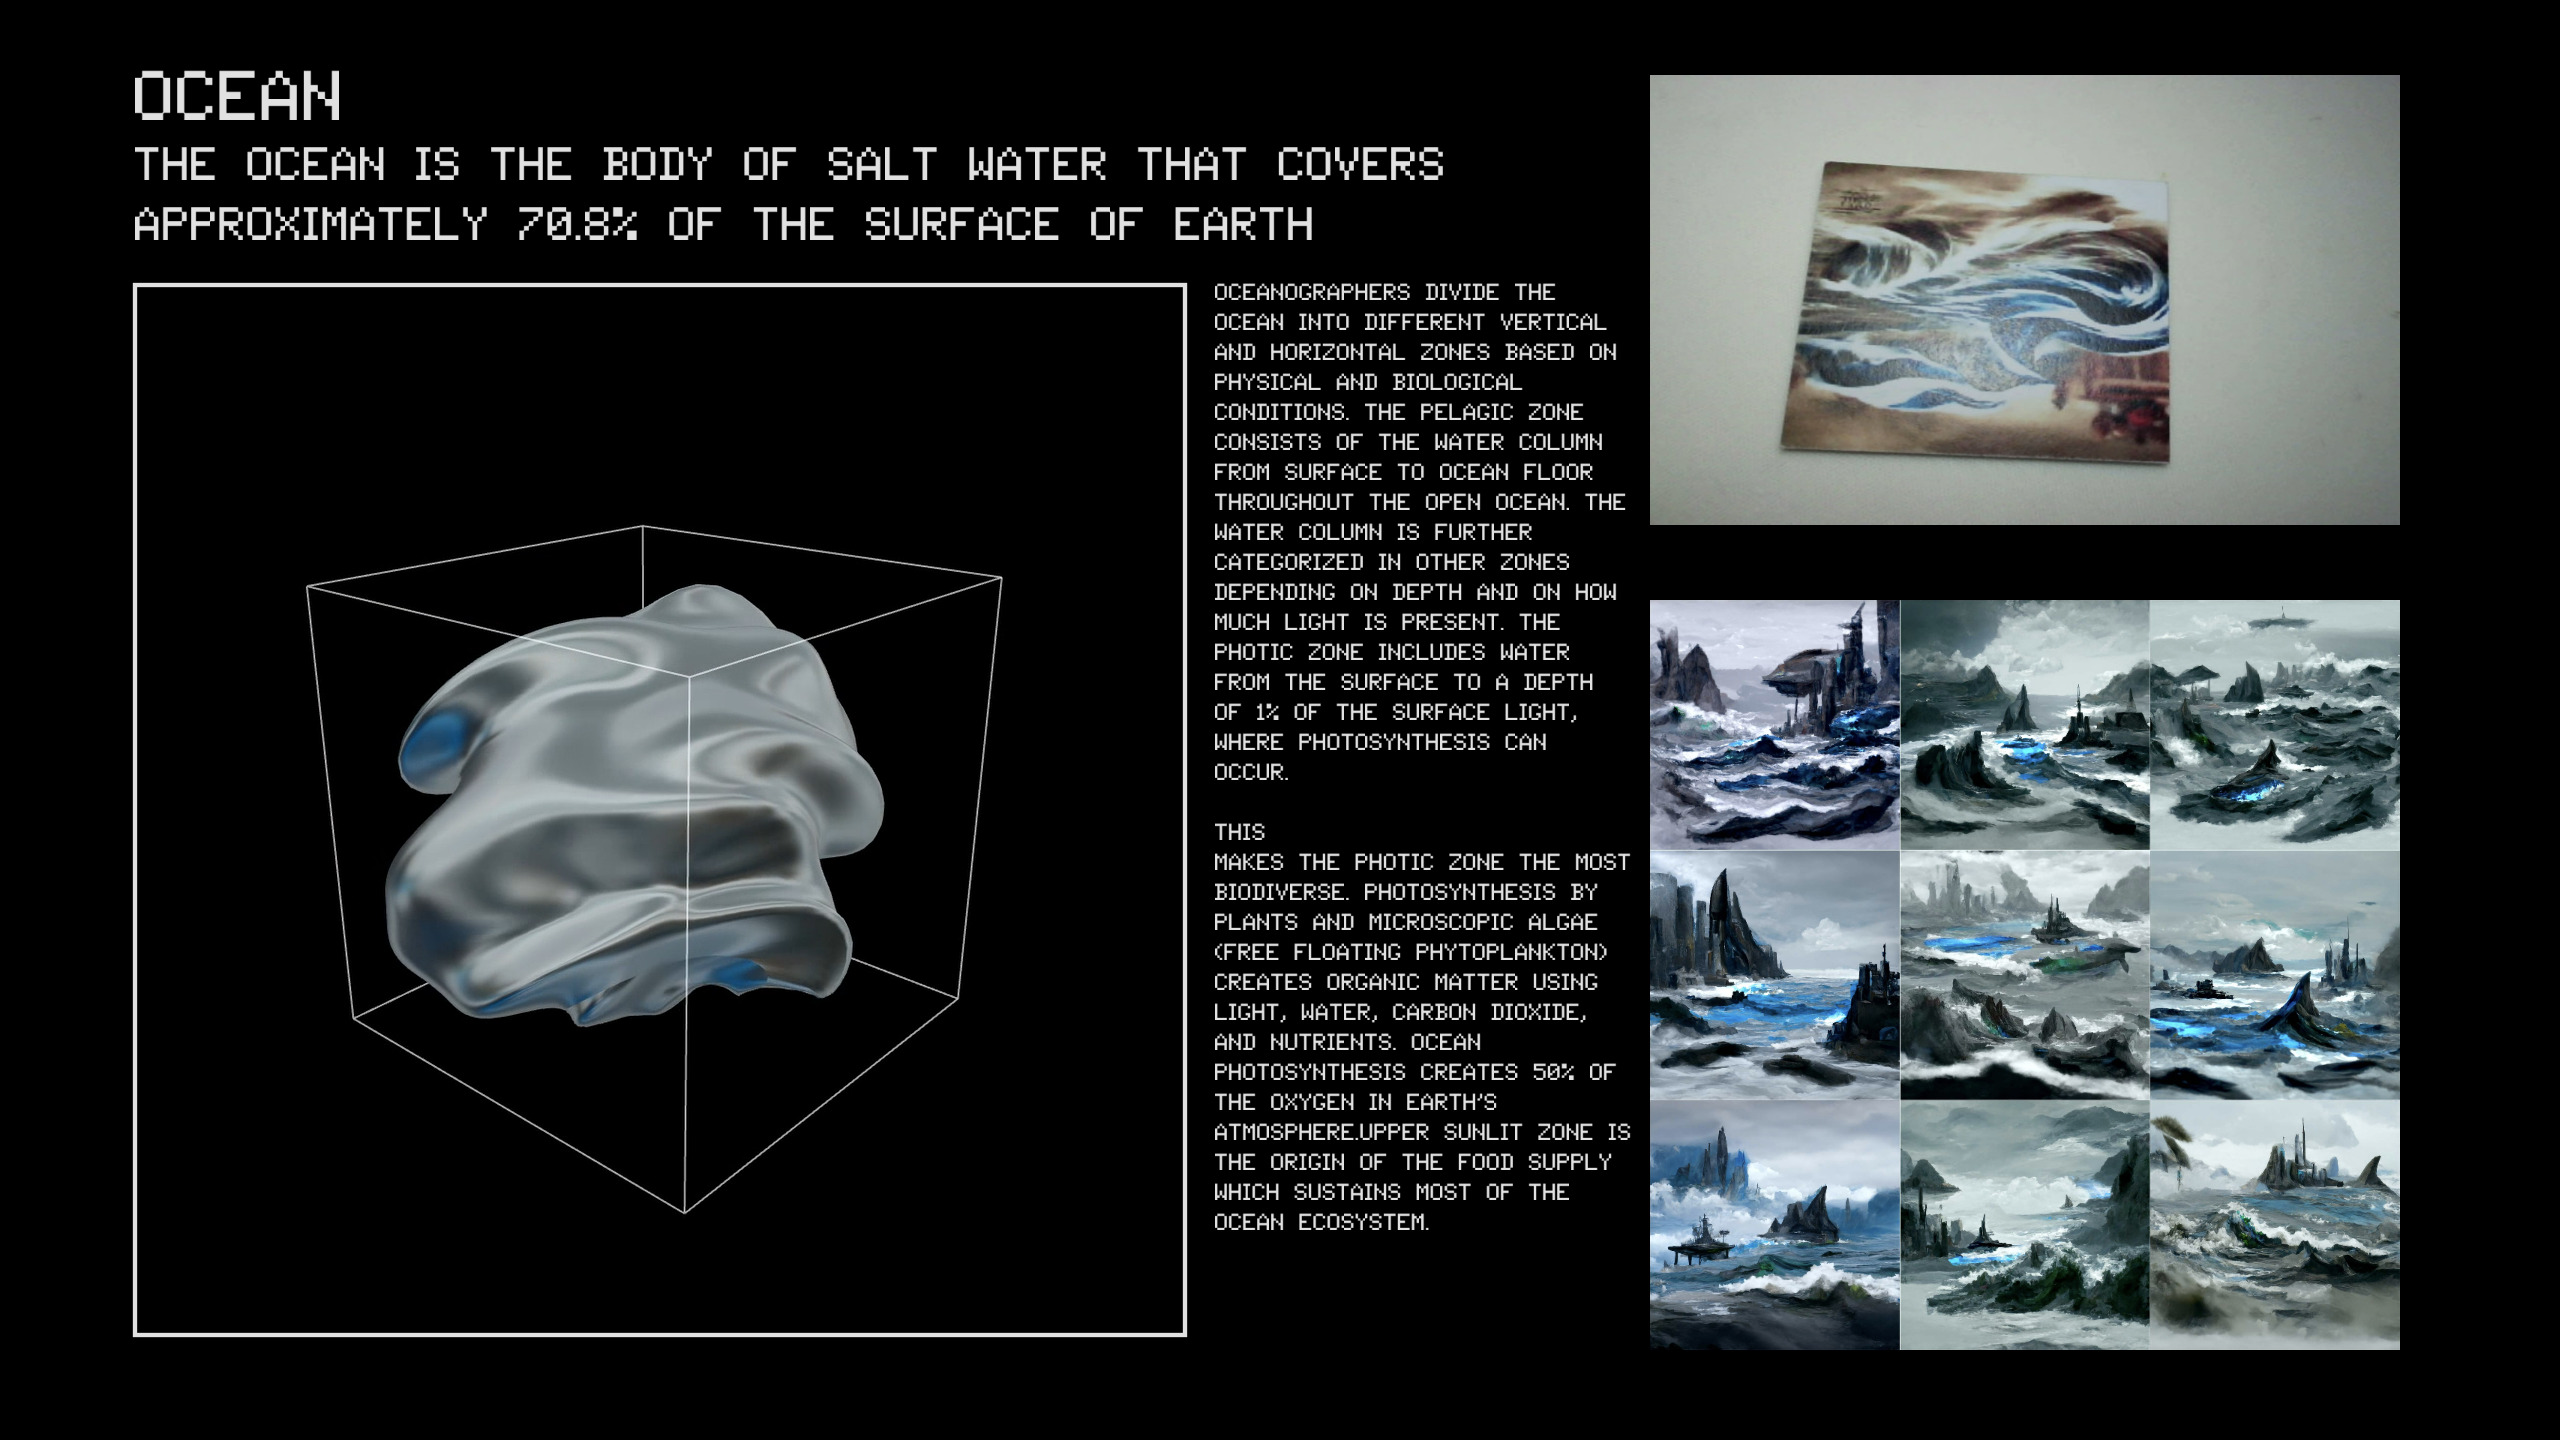 OCEAN
THE OCEAN IS THE BODY OF SALT WATER THAT COVERS
APPROXIMATELY 70.8% OF THE SURFACE OF EARTH
OCEANOGRAPHERS DIVIDE THE
OCEAN INTO DIFFERENT VERTICAL
AND HORIZONTAL ZONES BASED ON
PHYSICAL AND BIOLOGICAL
CONDITIONS. THE PELAGIC ZONE
CONSISTS OF THE WATER COLUMN
FROM SURFACE TO OCEAN FLOOR
THROUGHOUT THE OPEN OCEAN. THE
WATER COLUMN IS FURTHER
CATEGORIZED IN OTHER ZONES
DEPENDING ON DEPTH AND ON HOW
MUCH LIGHT IS PRESENT. THE
PHOTIC ZONE INCLUDES WATER
FROM THE SURFACE TO A DEPTH
OF 1% OF THE SURFACE LIGHT,
WHERE PHOTOSYNTHESIS CAN
OCCUR.
THIS
MAKES THE PHOTIC ZONE THE MOST
BIODIVERSE. PHOTOSYNTHESIS BY
PLANTS AND MICROSCOPIC ALGAE
(FREE FLOATING PHYTOPLANKTON)
CREATES ORGANIC MATTER USING
LIGHT, WATER, CARBON DIOXIDE,
AND NUTRIENTS. OCEAN
PHOTOSYNTHESIS CREATES 50% OF
THE OXYGEN IN EARTH'S
ATMOSPHERE.UPPER SUNLIT ZONE IS
THE ORIGIN OF THE FOOD SUPPLY
WHICH SUSTAINS MOST OF THE
OCEAN ECOSYSTEM.